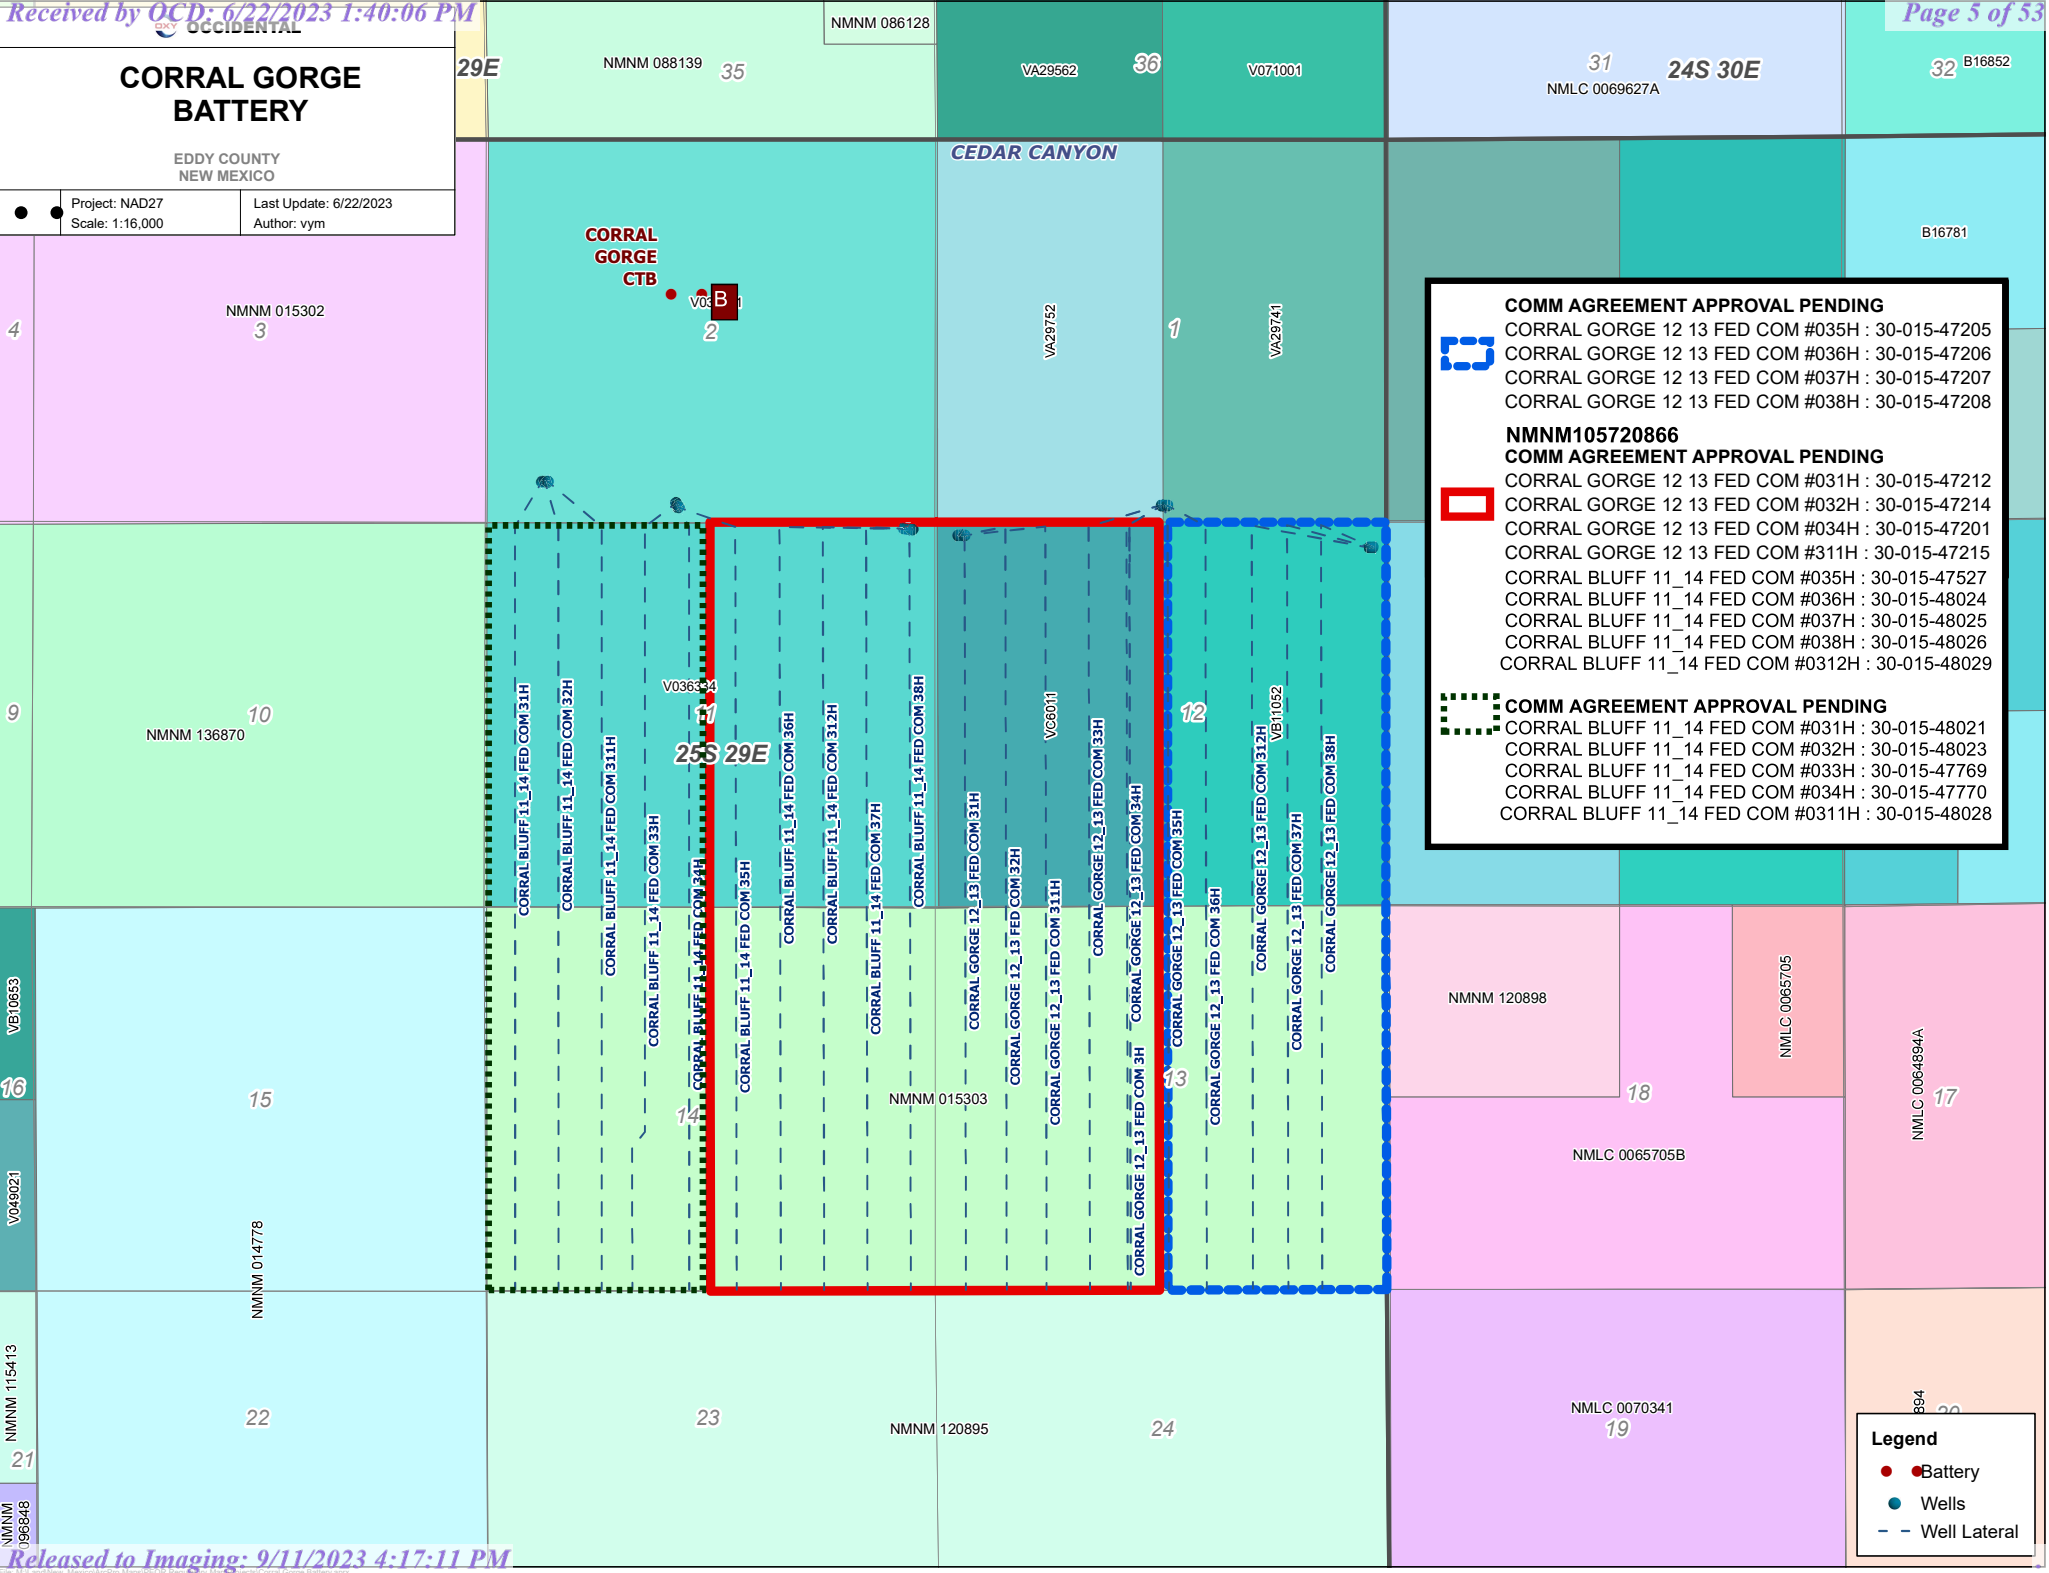 Received by OCD: 6/22/2023 1:40:06 PM
Page 5 of 53
OXY OCCIDENTAL
CORRAL GORGE
BATTERY
EDDY COUNTY
NEW MEXICO
Project: NAD27
Scale: 1:16,000
Last Update: 6/22/2023
Author: vym
29E
NMNM 088139
35
NMNM 086128
VA29562
36
V071001
31
24S 30E
NMLC 0069627A
32
B16852
CEDAR CANYON
B16781
4
NMNM 015302
3
CORRAL
GORGE
CTB
B
2
VA29752
1
VA29741
COMM AGREEMENT APPROVAL PENDING
CORRAL GORGE 12 13 FED COM #035H : 30-015-47205
CORRAL GORGE 12 13 FED COM #036H : 30-015-47206
CORRAL GORGE 12 13 FED COM #037H : 30-015-47207
CORRAL GORGE 12 13 FED COM #038H : 30-015-47208
NMNM105720866
COMM AGREEMENT APPROVAL PENDING
CORRAL GORGE 12 13 FED COM #031H : 30-015-47212
CORRAL GORGE 12 13 FED COM #032H : 30-015-47214
CORRAL GORGE 12 13 FED COM #034H : 30-015-47201
CORRAL GORGE 12 13 FED COM #311H : 30-015-47215
CORRAL BLUFF 11_14 FED COM #035H : 30-015-47527
CORRAL BLUFF 11_14 FED COM #036H : 30-015-48024
CORRAL BLUFF 11_14 FED COM #037H : 30-015-48025
CORRAL BLUFF 11_14 FED COM #038H : 30-015-48026
CORRAL BLUFF 11_14 FED COM #0312H : 30-015-48029
COMM AGREEMENT APPROVAL PENDING
CORRAL BLUFF 11_14 FED COM #031H : 30-015-48021
CORRAL BLUFF 11_14 FED COM #032H : 30-015-48023
CORRAL BLUFF 11_14 FED COM #033H : 30-015-47769
CORRAL BLUFF 11_14 FED COM #034H : 30-015-47770
CORRAL BLUFF 11_14 FED COM #0311H : 30-015-48028
9
10
NMNM 136870
V036334
11
25S 29E
VC6011
12
VB11052
CORRAL BLUFF 11_14 FED COM 31H
CORRAL BLUFF 11_14 FED COM 32H
CORRAL BLUFF 11_14 FED COM 311H
CORRAL BLUFF 11_14 FED COM 33H
CORRAL BLUFF 11_14 FED COM 34H
CORRAL BLUFF 11_14 FED COM 35H
CORRAL BLUFF 11_14 FED COM 36H
CORRAL BLUFF 11_14 FED COM 312H
CORRAL BLUFF 11_14 FED COM 37H
CORRAL BLUFF 11_14 FED COM 38H
CORRAL GORGE 12_13 FED COM 31H
CORRAL GORGE 12_13 FED COM 32H
CORRAL GORGE 12_13 FED COM 311H
CORRAL GORGE 12_13 FED COM 33H
CORRAL GORGE 12_13 FED COM 34H
CORRAL GORGE 12_13 FED COM 3H
CORRAL GORGE 12_13 FED COM 35H
CORRAL GORGE 12_13 FED COM 36H
CORRAL GORGE 12_13 FED COM 312H
CORRAL GORGE 12_13 FED COM 37H
CORRAL GORGE 12_13 FED COM 38H
VB10653
16
V049021
15
NMNM 014778
14
NMNM 015303
13
NMNM 120898
NMLC 0065705
18
NMLC 0065705B
NMLC 0064894A
17
NMNM 115413
21
NMNM
096848
22
23
NMNM 120895
24
NMLC 0070341
19
894
20
Legend
Battery
Wells
Well Lateral
Released to Imaging: 9/11/2023 4:17:11 PM